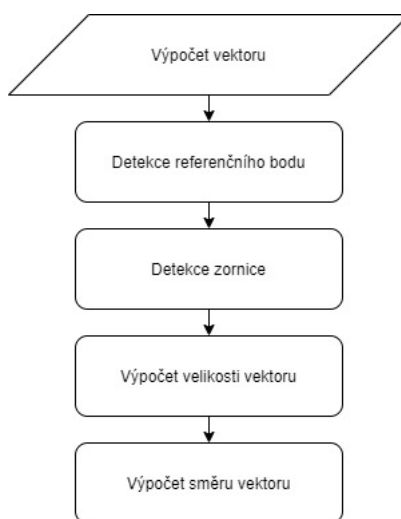 Výpočet vektoru
Detekce referenčního bodu
Detekce zornice
Výpočet velikosti vektoru
Výpočet směru vektoru